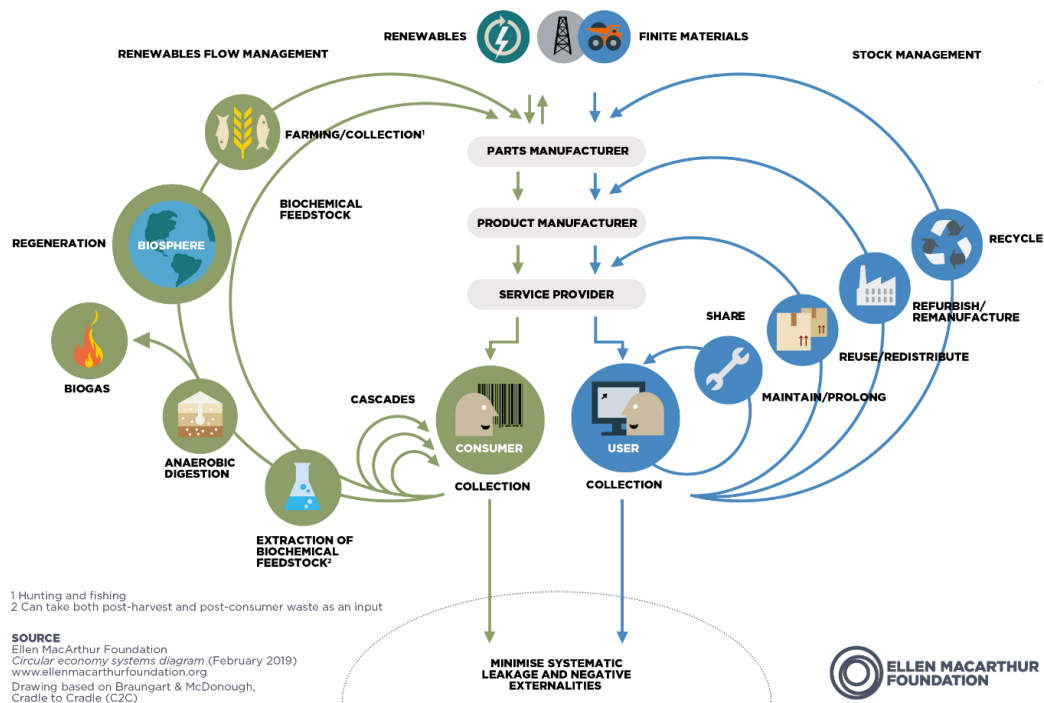 RENEWABLES
FINITE MATERIALS
RENEWABLES FLOW MANAGEMENT
STOCK MANAGEMENT
FARMING/COLLECTION¹
PARTS MANUFACTURER
BIOCHEMICAL
FEEDSTOCK
PRODUCT MANUFACTURER
REGENERATION
BIOSPHERE
RECYCLE
SERVICE PROVIDER
REFURBISH/
REMANUFACTURE
SHARE
REUSE/REDISTRIBUTE
BIOGAS
CASCADES
MAINTAIN/PROLONG
CONSUMER
USER
ANAEROBIC
DIGESTION
COLLECTION
COLLECTION
EXTRACTION OF
BIOCHEMICAL
FEEDSTOCK²
1 Hunting and fishing
2 Can take both post-harvest and post-consumer waste as an input
SOURCE
Ellen MacArthur Foundation
Circular economy systems diagram (February 2019)
www.ellenmacarthurfoundation.org
Drawing based on Braungart & McDonough,
Cradle to Cradle (C2C)
MINIMISE SYSTEMATIC
LEAKAGE AND NEGATIVE
EXTERNALITIES
ELLEN MACARTHUR
FOUNDATION